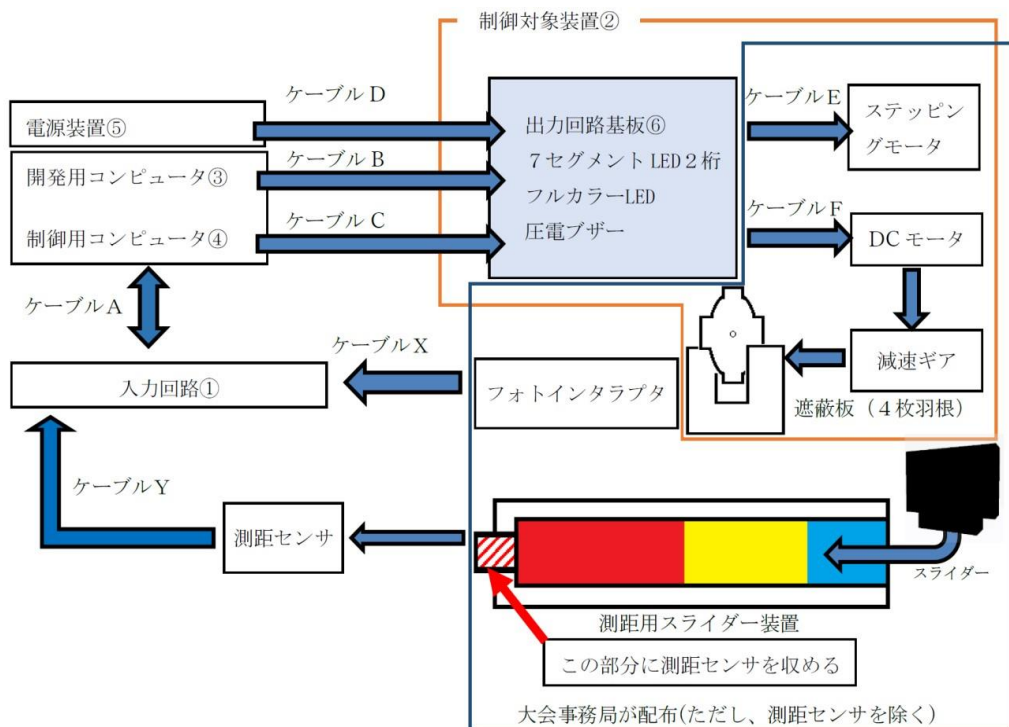 制御対象装置②
ケーブルD
電源装置⑤
ケーブルB
開発用コンピュータ③
ケーブルC
制御用コンピュータ④
出力回路基板⑥
7セグメントLED2桁
フルカラーLED
圧電ブザー
ケーブルE
ステッピン
グモータ
ケーブルF
DCモータ
減速ギア
遮蔽板(4枚羽根)
ケーブルA
ケーブルX
入力回路①
フォトインタラプタ
ケーブルY
測距センサ
スライダー
測距用スライダー装置
この部分に測距センサを収める
大会事務局が配布(ただし、測距センサを除く)